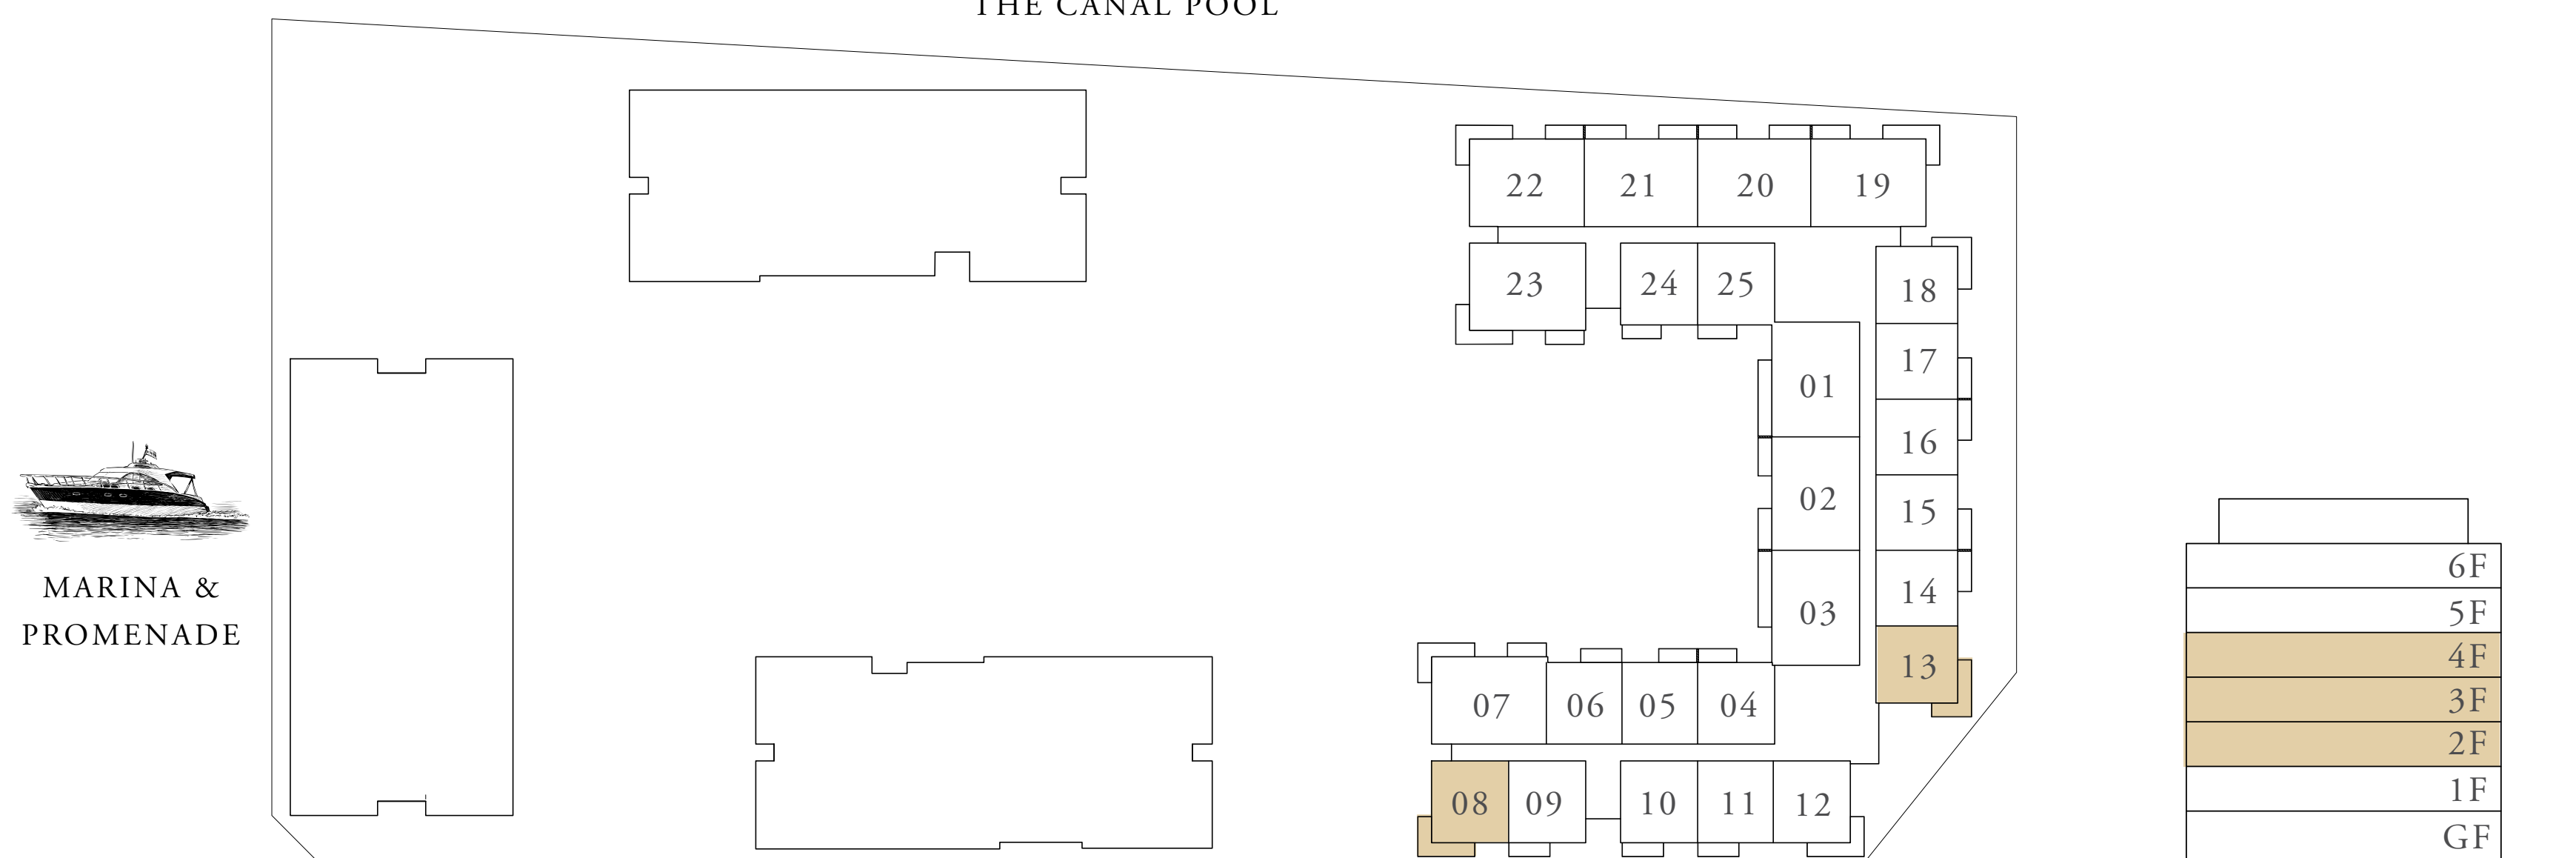 THE CANAL POOL
22 21 20 19
23 24 25 18
17
01
16
02 15
14
03
13
07 06 05 04
08 09 10 11 12
MARINA &
PROMENADE
6F
5F
4F
3F
2F
1F
GF